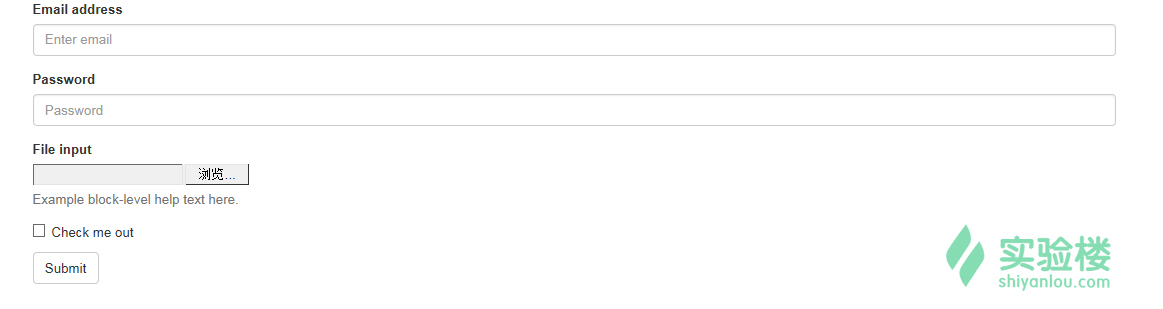 Email address
Enter email
Password
Password
File input
浏览...
Example block-level help text here.
Check me out
Submit
实验楼
shiyanlou.com